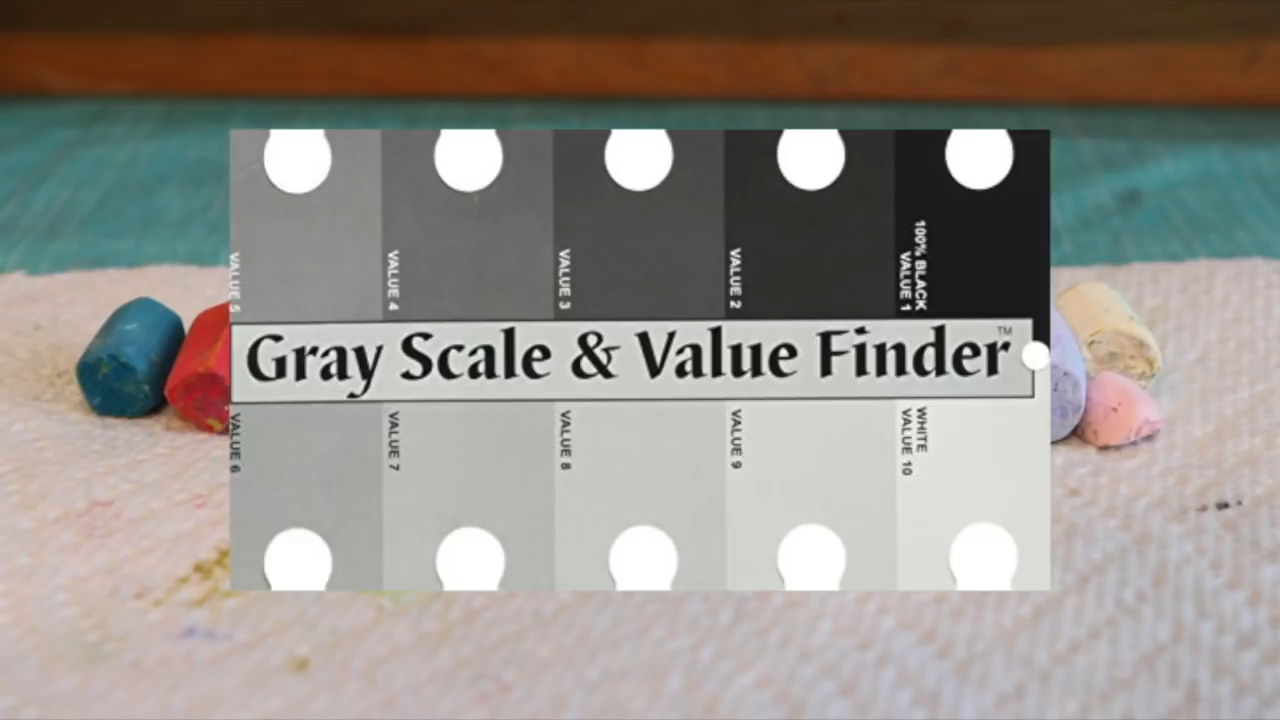 VALUE 5
VALUE 4
VALUE 3
VALUE 2
100% BLACK
VALUE 1
Gray Scale & Value Finder™
VALUE 6
VALUE 7
VALUE 8
VALUE 9
WHITE
VALUE 10